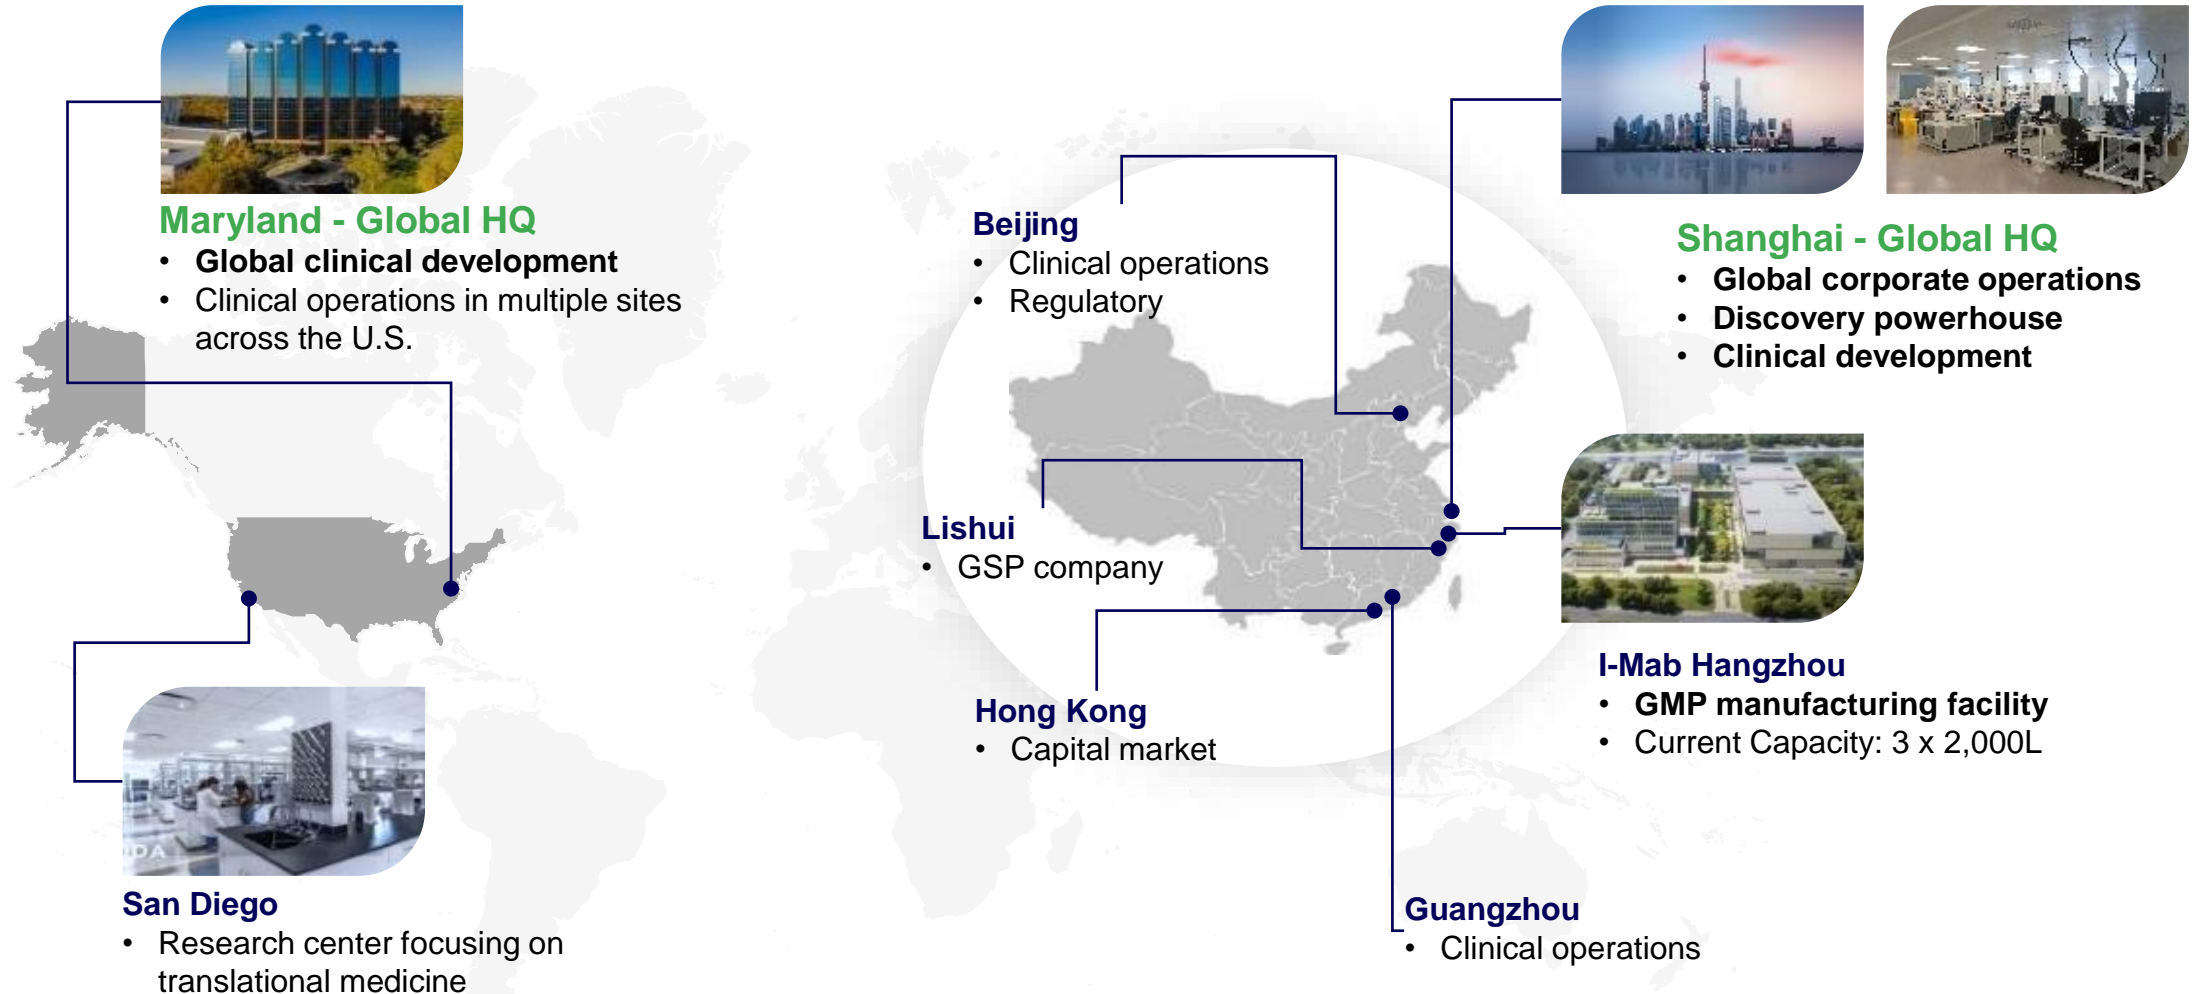 Maryland - Global HQ
• Global clinical development
• Clinical operations in multiple sites
across the U.S.
San Diego
• Research center focusing on
translational medicine
Beijing
• Clinical operations
• Regulatory
Lishui
• GSP company
Hong Kong
• Capital market
Shanghai - Global HQ
• Global corporate operations
• Discovery powerhouse
• Clinical development
I-Mab Hangzhou
• GMP manufacturing facility
• Current Capacity: 3 x 2,000L
Guangzhou
• Clinical operations